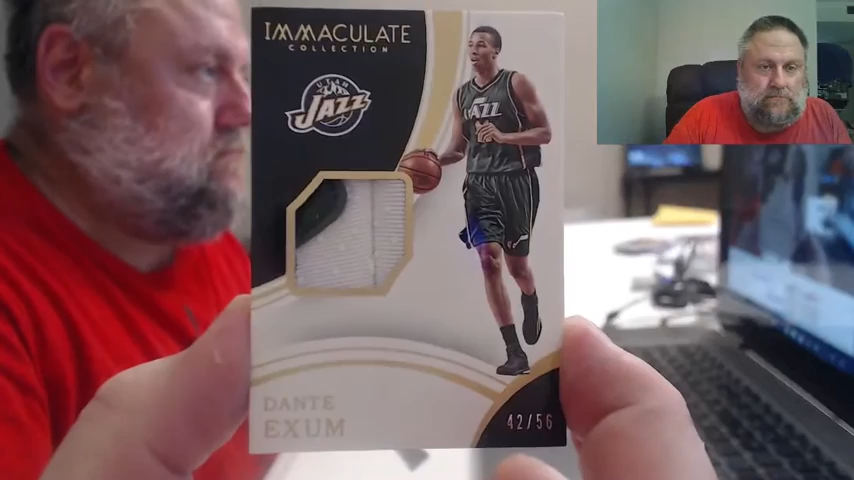 IMMACULATE
COLLECTION
UTAH
JAZZ
JAZZ
DANTE
EXUM
42/56